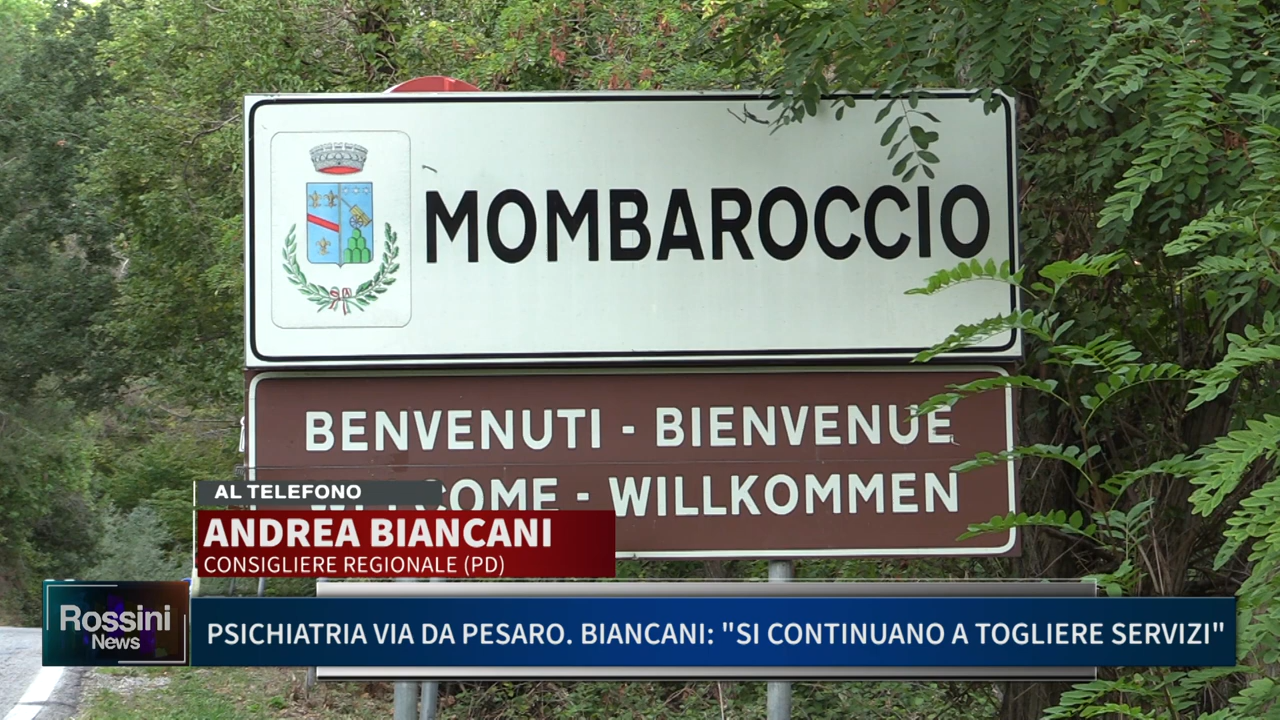 MOMBAROCCIO
BENVENUTI - BIENVENUE
COME - WILLKOMMEN
AL TELEFONO
ANDREA BIANCANI
CONSIGLIERE REGIONALE (PD)
Rossini
News
PSICHIATRIA VIA DA PESARO. BIANCANI: "SI CONTINUANO A TOGLIERE SERVIZI"